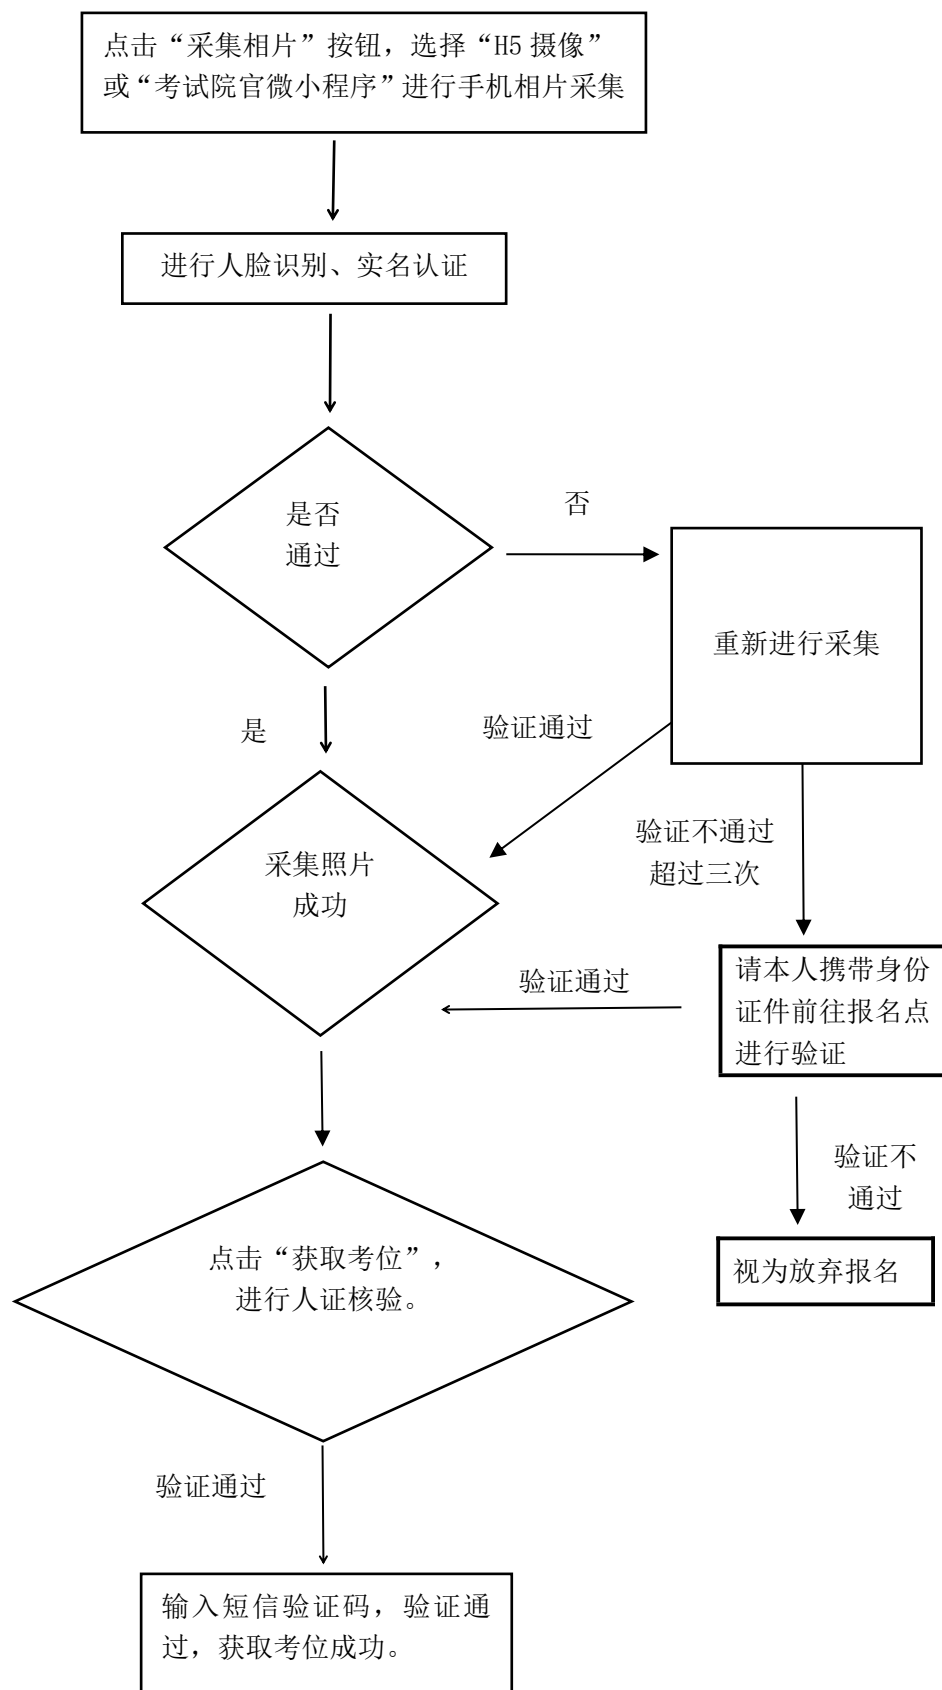 点击“采集相片”按钮，选择“H5摄像”
或“考试院官微小程序”进行手机相片采集
进行人脸识别、实名认证
是否
通过
否
重新进行采集
是
验证通过
验证不通过
超过三次
采集照片
成功
请本人携带身份
证件前往报名点
进行验证
验证通过
验证不
通过
点击“获取考位”，
进行人证核验。
视为放弃报名
验证通过
输入短信验证码，验证通
过，获取考位成功。